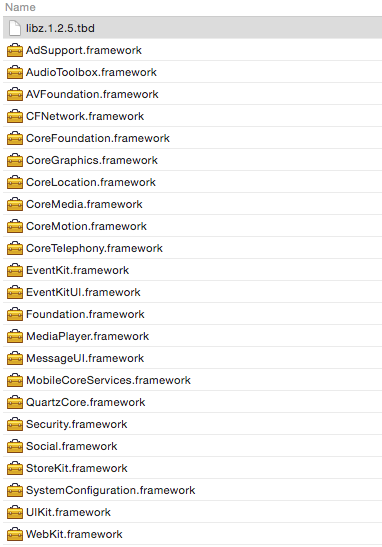 Name
libz.1.2.5.tbd
AdSupport.framework
AudioToolbox.framework
AVFoundation.framework
CFNetwork.framework
CoreFoundation.framework
CoreGraphics.framework
CoreLocation.framework
CoreMedia.framework
CoreMotion.framework
CoreTelephony.framework
EventKit.framework
EventKitUI.framework
Foundation.framework
MediaPlayer.framework
MessageUI.framework
MobileCoreServices.framework
QuartzCore.framework
Security.framework
Social.framework
StoreKit.framework
SystemConfiguration.framework
UIKit.framework
WebKit.framework